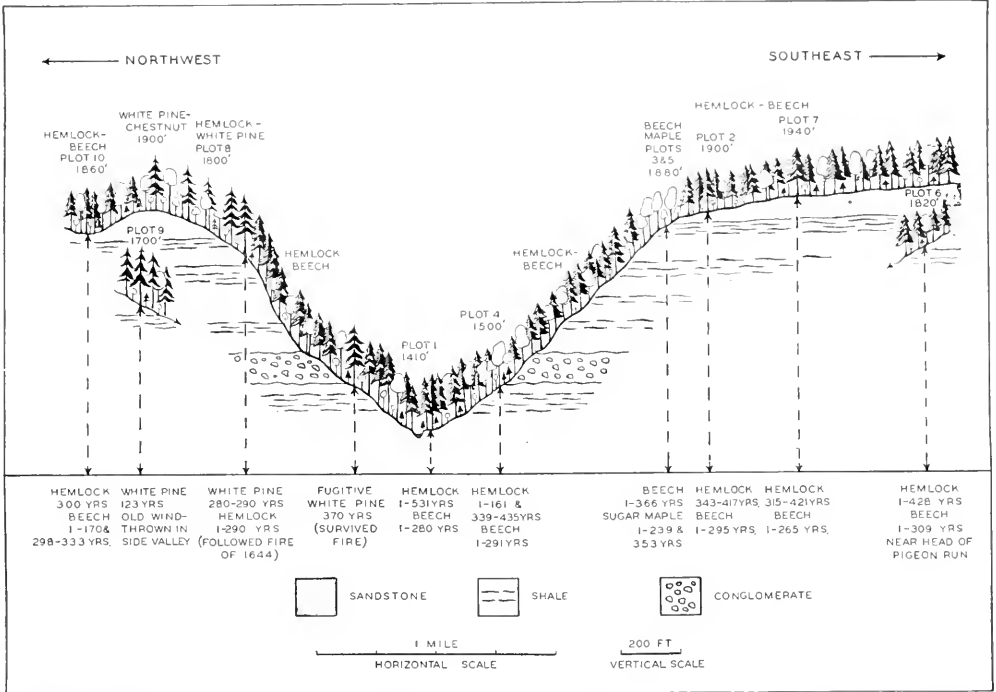 NORTHWEST
SOUTHEAST
HEMLOCK-
BEECH
PLOT 10
1860'
WHITE PINE-
CHESTNUT
1900'
HEMLOCK-
WHITE PINE
PLOT 8
1800'
PLOT 9
1700'
HEMLOCK
BEECH
PLOT 1
1410'
PLOT 4
1500'
HEMLOCK-
BEECH
BEECH
MAPLE
PLOTS
3&5
1880'
HEMLOCK-BEECH
PLOT 2
1900'
PLOT 7
1940'
PLOT 6
1820'
HEMLOCK
300 YRS
BEECH
1-170&
298-333 YRS.
WHITE PINE
123 YRS
OLD WIND-
THROWN IN
SIDE VALLEY
WHITE PINE
280-290 YRS
HEMLOCK
1-290 YRS
(FOLLOWED FIRE
OF 1644)
FUGITIVE
WHITE PINE
370 YRS
(SURVIVED
FIRE)
HEMLOCK
1-531 YRS
BEECH
1-280 YRS
HEMLOCK
1-161 &
339-435 YRS
BEECH
1-291 YRS
BEECH
1-366 YRS
SUGAR MAPLE
1-239 &
353 YRS
HEMLOCK
343-417 YRS.
BEECH
1-295 YRS.
HEMLOCK
315-421 YRS
BEECH
1-265 YRS.
HEMLOCK
1-428 YRS
BEECH
1-309 YRS
NEAR HEAD OF
PIGEON RUN
SANDSTONE
SHALE
CONGLOMERATE
1 MILE
HORIZONTAL SCALE
200 FT
VERTICAL SCALE